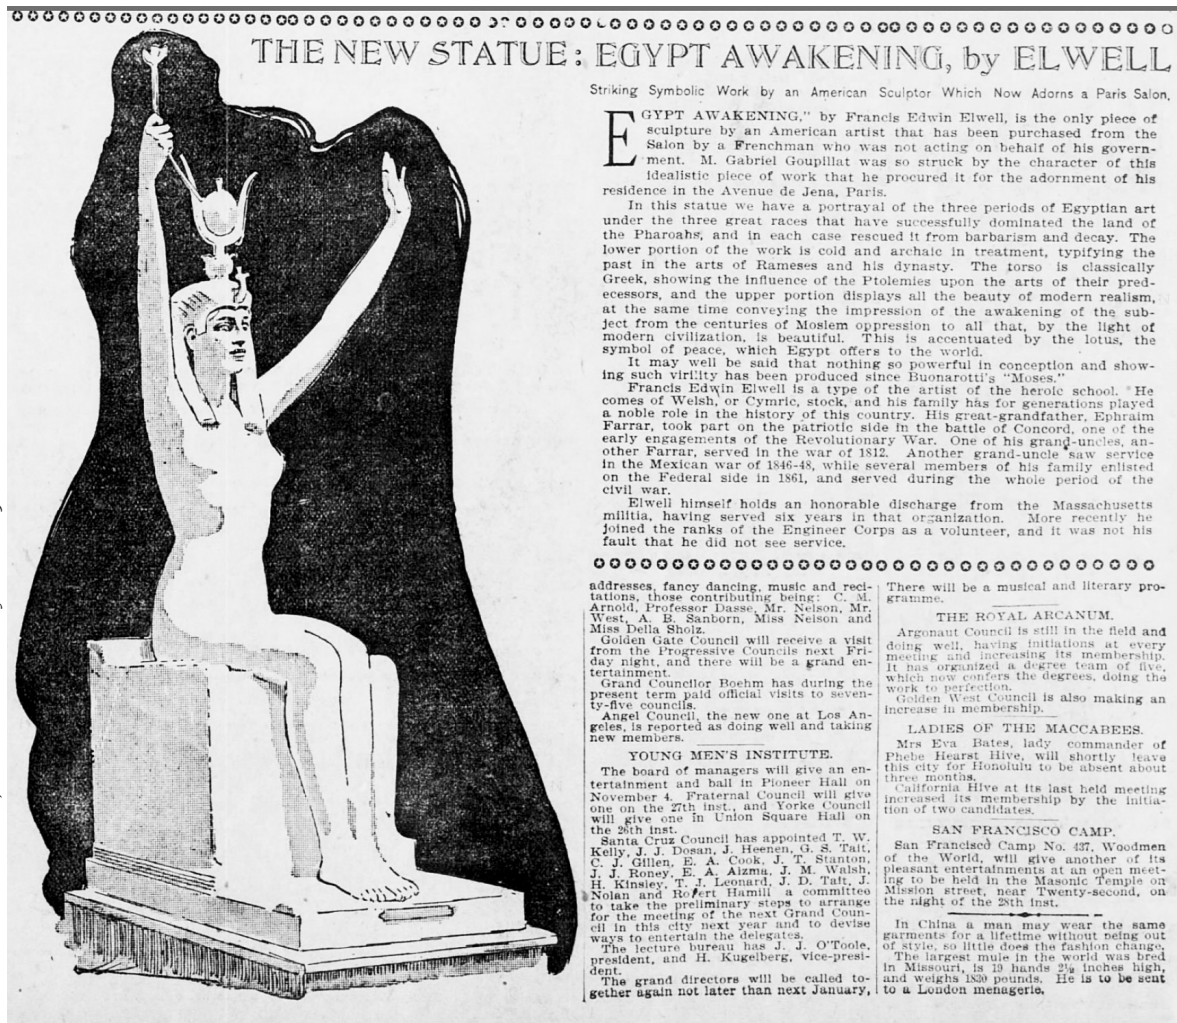 THE NEW STATUE: EGYPT AWAKENING, by ELWELL
Striking Symbolic Work by an American Sculptor Which Now Adorns a Paris Salon.
EGYPT AWAKENING," by Francis Edwin Elwell, is the only piece of
sculpture by an American artist that has been purchased from the
Salon by a Frenchman who was not acting on behalf of his govern-
ment. M. Gabriel Goupillat was so struck by the character of this
idealistic piece of work that he procured it for the adornment of his
residence in the Avenue de Jena, Paris.
In this statue we have a portrayal of the three periods of Egyptian art
under the three great races that have successfully dominated the land of
the Pharoahs, and in each case rescued it from barbarism and decay. The
lower portion of the work is cold and archaic in treatment, typifying the
past in the arts of Rameses and his dynasty. The torso is classically
Greek, showing the influence of the Ptolemies upon the arts of their pred-
ecessors, and the upper portion displays all the beauty of modern realism,
at the same time conveying the impression of the awakening of the sub-
ject from the centuries of Moslem oppression to all that, by the light of
modern civilization, is beautiful. This is accentuated by the lotus, the
symbol of peace, which Egypt offers to the world.
It may well be said that nothing so powerful in conception and show-
ing such virility has been produced since Buonarotti's "Moses."
Francis Edwin Elwell is a type of the artist of the heroic school. He
comes of Welsh, or Cymric, stock, and his family has for generations played
a noble role in the history of this country. His great-grandfather, Ephraim
Farrar, took part on the patriotic side in the battle of Concord, one of the
early engagements of the Revolutionary War. One of his grand-uncles, an-
other Farrar, served in the war of 1812. Another grand-uncle saw service
in the Mexican war of 1846-48, while several members of his family enlisted
on the Federal side in 1861, and served during the whole period of the
civil war.
Elwell himself holds an honorable discharge from the Massachusetts
militia, having served six years in that organization. More recently he
joined the ranks of the Engineer Corps as a volunteer, and it was not his
fault that he did not see service.
addresses, fancy dancing, music and reci-
tations, those contributing being: C. M.
Arnold, Professor Dasse, Mr. Nelson, Mr.
West, A. B. Sanborn, Miss Nelson and
Miss Della Sholz.
Golden Gate Council will receive a visit
from the Progressive Councils next Fri-
day night, and there will be a grand en-
tertainment.
Grand Councilor Boehm has during the
present term paid official visits to seven-
ty-five councils.
Angel Council, the new one at Los An-
geles, is reported as doing well and taking
new members.
YOUNG MEN'S INSTITUTE.
The board of managers will give an en-
tertainment and ball in Pioneer Hall on
November 4. Fraternal Council will give
one on the 27th inst., and Yorke Council
will give one in Union Square Hall on
the 26th inst.
Santa Cruz Council has appointed T. W.
Kelly, J. J. Dosan, J. Heenen, G. S. Tait,
C. J. Gillen, E. A. Cook, J. T. Stanton,
J. J. Roney, E. A. Alzma, J. M. Walsh,
H. Kinsley, T. J. Leonard, J. D. Taft, J.
Nolan and Robert Hamill a committee
to take the preliminary steps to arrange
for the meeting of the next Grand Coun-
cil in this city next year and to devise
ways to entertain the delegates.
The lecture bureau has J. J. O'Toole,
president, and H. Kugelberg, vice-presi-
dent.
The grand directors will be called to-
gether again not later than next January,
There will be a musical and literary pro-
gramme.
THE ROYAL ARCANUM.
Argonaut Council is still in the field and
doing well, having initiations at every
meeting and increasing its membership.
It has organized a degree team of five,
which now confers the degrees, doing the
work to perfection.
Golden West Council is also making an
increase in membership.
LADIES OF THE MACCABEES.
Mrs Eva Bates, lady commander of
Phebe Hearst Hive, will shortly leave
this city for Honolulu to be absent about
three months.
California Hive at its last held meeting
increased its membership by the initia-
tion of two candidates.
SAN FRANCISCO CAMP.
San Francisco Camp No. 437, Woodmen
of the World, will give another of its
pleasant entertainments at an open meet-
ing to be held in the Masonic Temple on
Mission street, near Twenty-second, on
the night of the 28th inst.
In China a man may wear the same
garments for a lifetime without being out
of style, so little does the fashion change.
The largest mule in the world was bred
in Missouri, is 19 hands 2½ inches high,
and weighs 1830 pounds. He is to be sent
to a London menagerie.